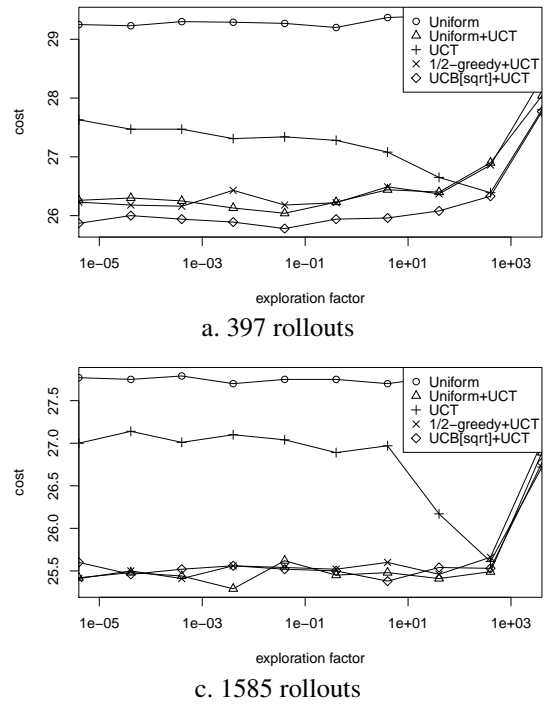 29
28
27
26
cost
Uniform
Uniform+UCT
UCT
1/2−greedy+UCT
UCB[sqrt]+UCT
1e−05 1e−03 1e−01 1e+01 1e+03
exploration factor
a. 397 rollouts
27.5
27.0
26.5
26.0
25.5
cost
Uniform
Uniform+UCT
UCT
1/2−greedy+UCT
UCB[sqrt]+UCT
1e−05 1e−03 1e−01 1e+01 1e+03
exploration factor
c. 1585 rollouts